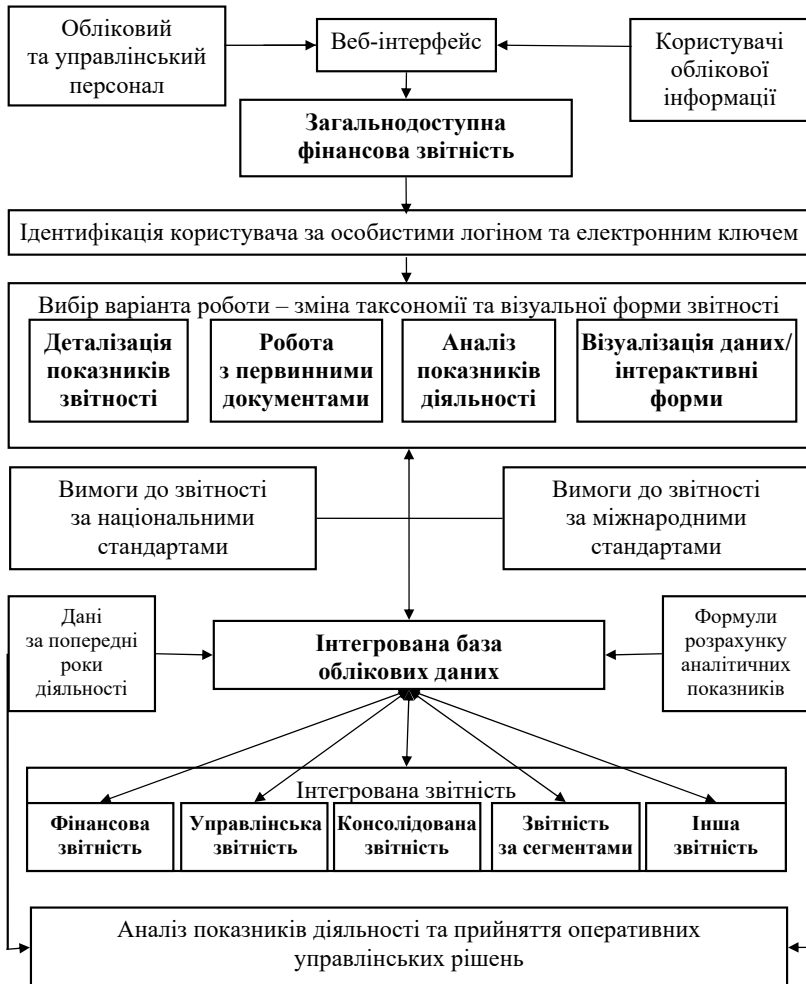 Обліковий
та управлінський
персонал
Веб-інтерфейс
Користувачі
облікової
інформації
Загальнодоступна
фінансова звітність
Ідентифікація користувача за особистими логіном та електронним ключем
Вибір варіанта роботи – зміна таксономії та візуальної форми звітності
Деталізація
показників
звітності
Робота
з первинними
документами
Аналіз
показників
діяльності
Візуалізація даних/
інтерактивні
форми
Вимоги до звітності
за національними
стандартами
Вимоги до звітності
за міжнародними
стандартами
Дані
за попередні
роки
діяльності
Інтегрована база
облікових даних
Формули
розрахунку
аналітичних
показників
Інтегрована звітність
Фінансова
звітність
Управлінська
звітність
Консолідована
звітність
Звітність
за сегментами
Інша
звітність
Аналіз показників діяльності та прийняття оперативних
управлінських рішень